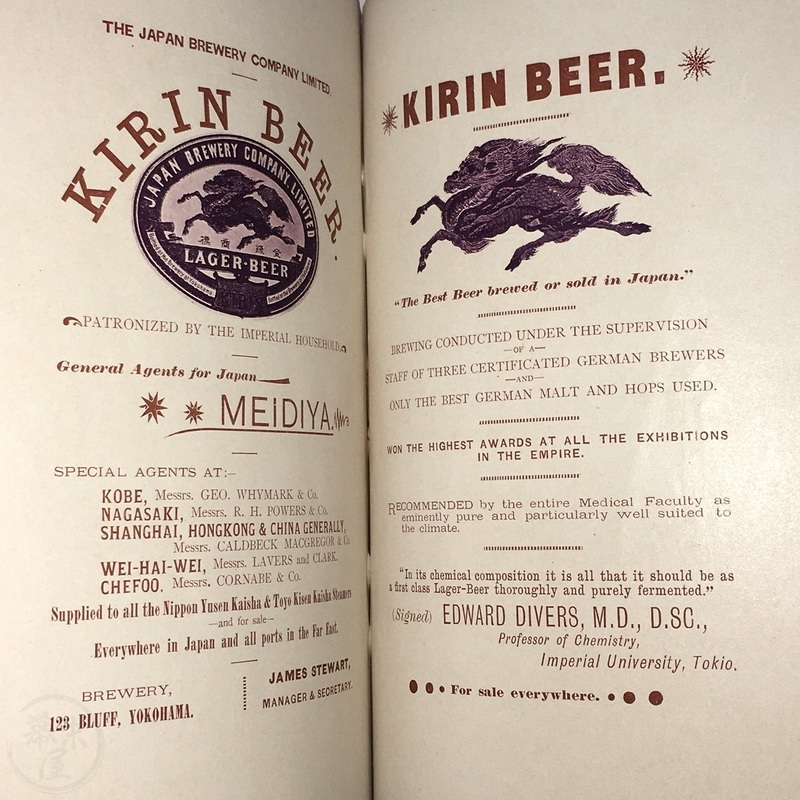 THE JAPAN BREWERY COMPANY LIMITED.
KIRIN BEER.
JAPAN BREWERY COMPANY, LIMITED
LAGER-BEER
KIRIN
PATRONIZED BY THE IMPERIAL HOUSEHOLD.
General Agents for Japan
MEiDiYA.
SPECIAL AGENTS AT:–
KOBE, Messrs. GEO. WHYMARK & Co.
NAGASAKI, Messrs. R. H. POWERS & Co.
SHANGHAI, HONGKONG & CHINA GENERALLY,
Messrs. CALDBECK MACGREGOR & Co.
WEI-HAI-WEI, Messrs. LAVERS and CLARK.
CHEFOO. Messrs. CORNABE & Co.
Supplied to all the Nippon Yusen Kaisha & Toyo Kisen Kaisha Steamers
—and for sale—
Everywhere in Japan and all ports in the Far East.
BREWERY,
123 BLUFF, YOKOHAMA.
JAMES STEWART,
MANAGER & SECRETARY.
KIRIN BEER.
"The Best Beer brewed or sold in Japan."
BREWING CONDUCTED UNDER THE SUPERVISION
—OF A—
STAFF OF THREE CERTIFICATED GERMAN BREWERS
—AND—
ONLY THE BEST GERMAN MALT AND HOPS USED.
WON THE HIGHEST AWARDS AT ALL THE EXHIBITIONS
IN THE EMPIRE.
RECOMMENDED by the entire Medical Faculty as
eminently pure and particularly well suited to
the climate.
"In its chemical composition it is all that it should be as
a first class Lager-Beer thoroughly and purely fermented."
(Signed) EDWARD DIVERS, M.D., D.SC.,
Professor of Chemistry,
Imperial University, Tokio.
For sale everywhere.